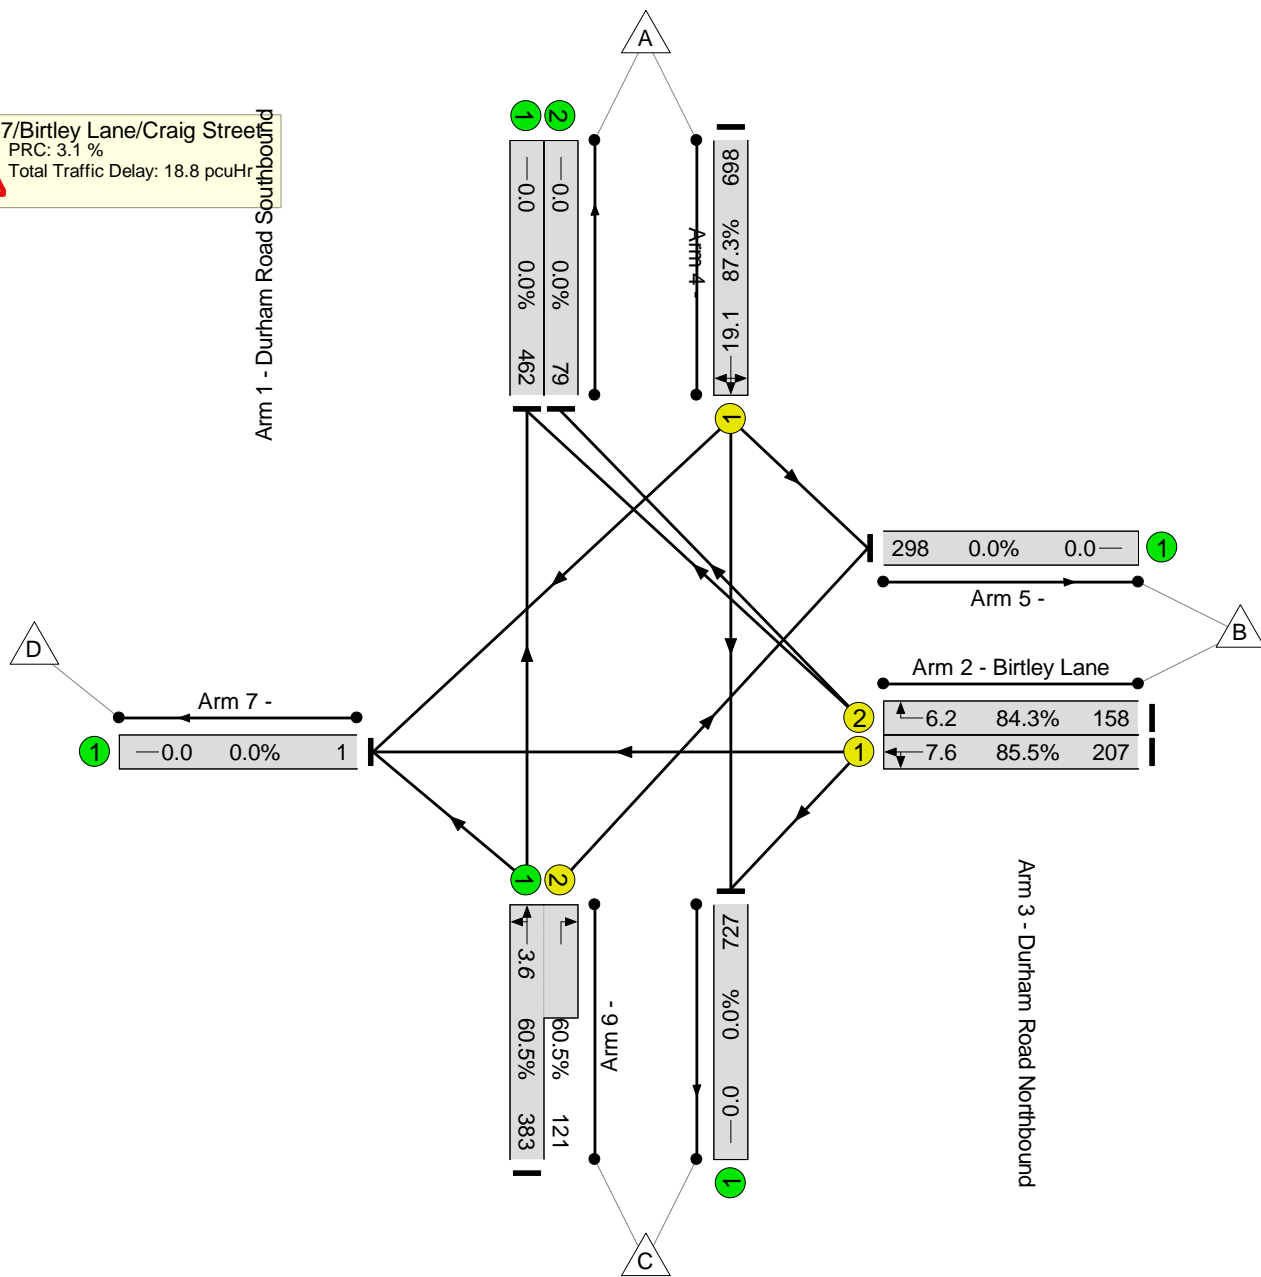 A
7/Birtley Lane/Craig Street
PRC: 3.1 %
Total Traffic Delay: 18.8 pcuHr
Arm 1 - Durham Road Southbound
1
2
0.0
0.0%
462
0.0
0.0%
79
Arm 4 -
698
87.3%
19.1
1
298 0.0% 0.0
1
Arm 5 -
B
Arm 2 - Birtley Lane
2
6.2 84.3% 158
1
7.6 85.5% 207
D
Arm 7 -
1
0.0 0.0% 1
1
2
3.6
60.5%
383
60.5%
121
Arm 6 -
727
0.0%
0.0
1
Arm 3 - Durham Road Northbound
C